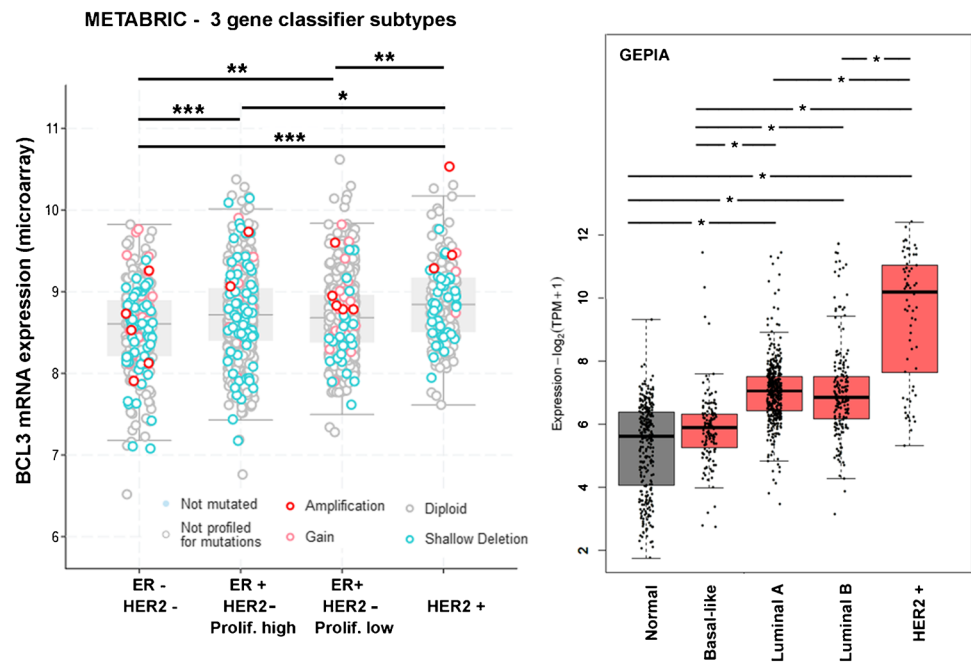 METABRIC - 3 gene classifier subtypes
BCL3 mRNA expression (microarray)
11
10
9
8
7
6
**
**
***
*
***
Not mutated
Not profiled
for mutations
Amplification
Gain
Diploid
Shallow Deletion
ER -
HER2 -
ER +
HER2 -
Prolif. high
ER+
HER2 -
Prolif. low
HER2 +
GEPIA
Expression - log2(TPM+1)
12
10
8
6
4
2
*
*
*
*
*
*
*
*
Normal
Basal-like
Luminal A
Luminal B
HER2 +